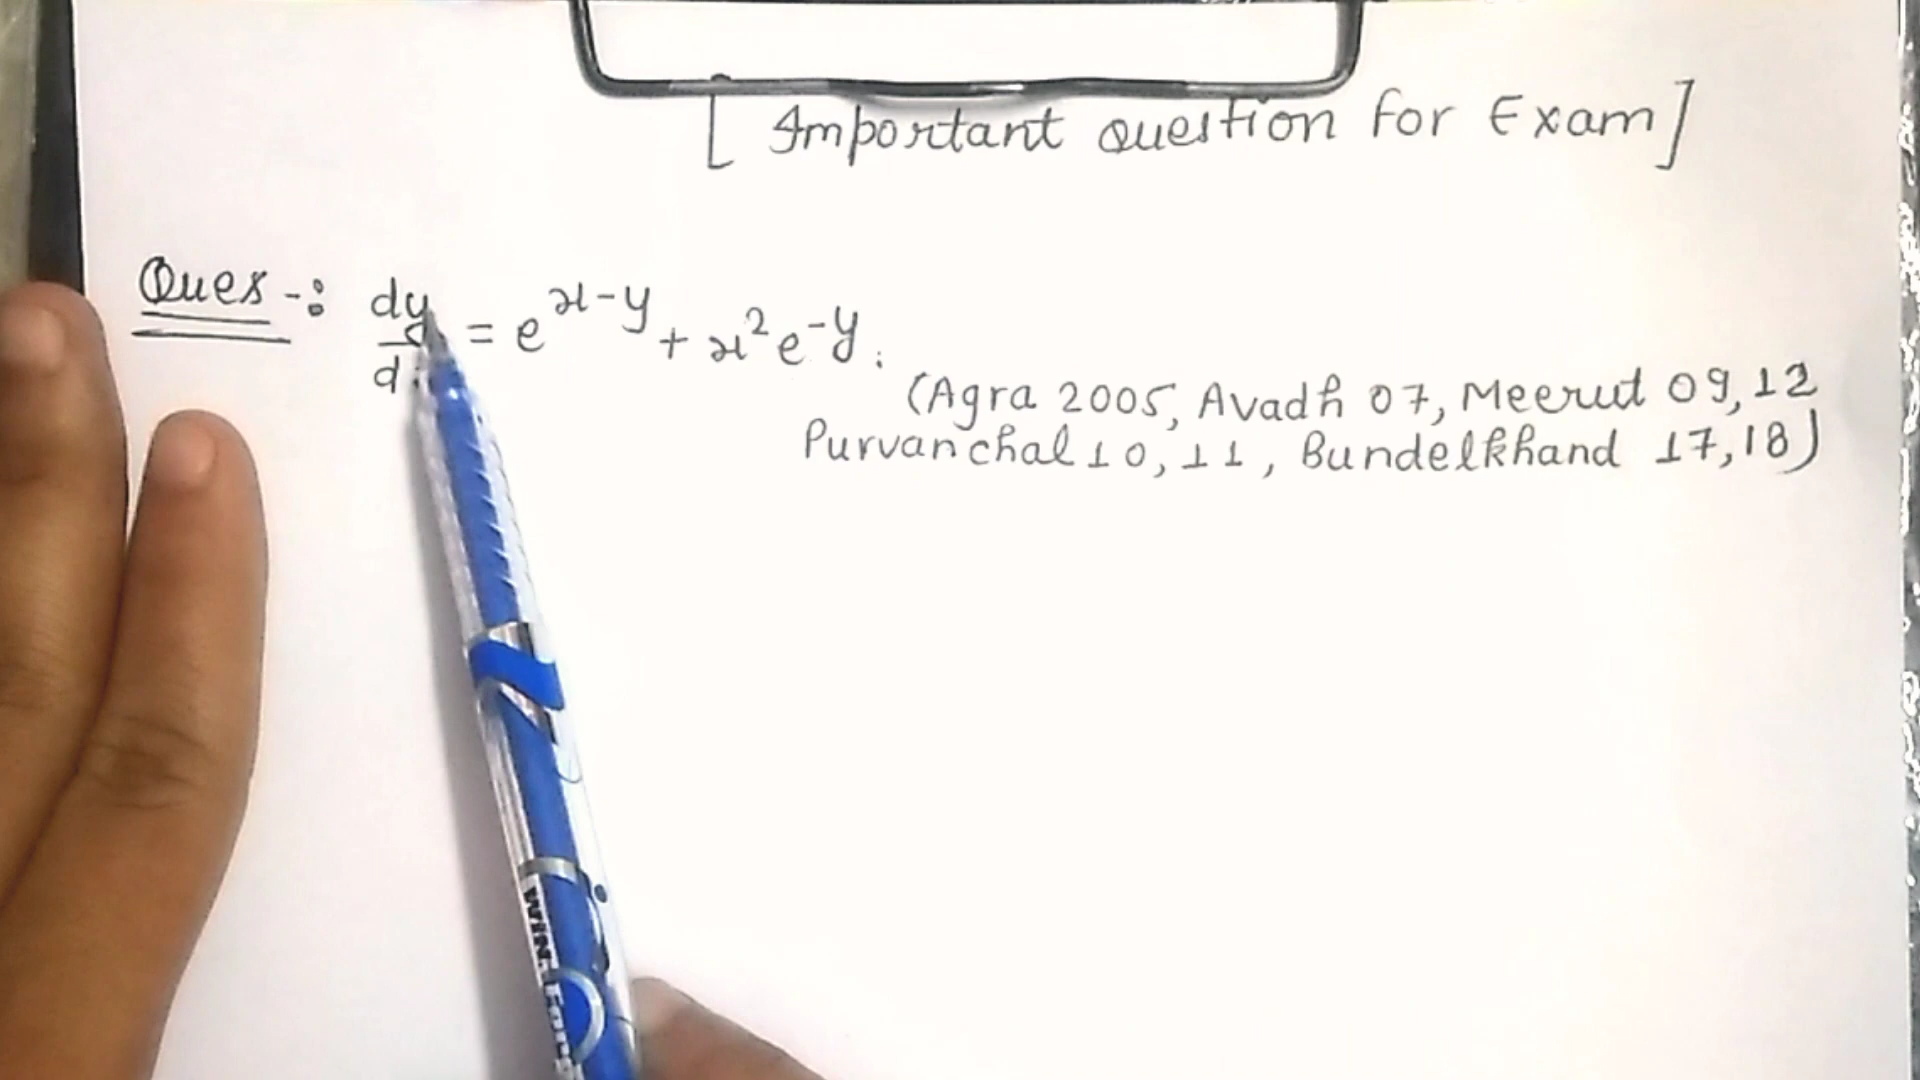 [ Important question for Exam ]
Ques -: dy/d = e^{x-y} + x^2 e^{-y}.
(Agra 2005, Avadh 07, Meerut 09, 12
Purvanchal 10, 11, Bundelkhand 17, 18)
WIN